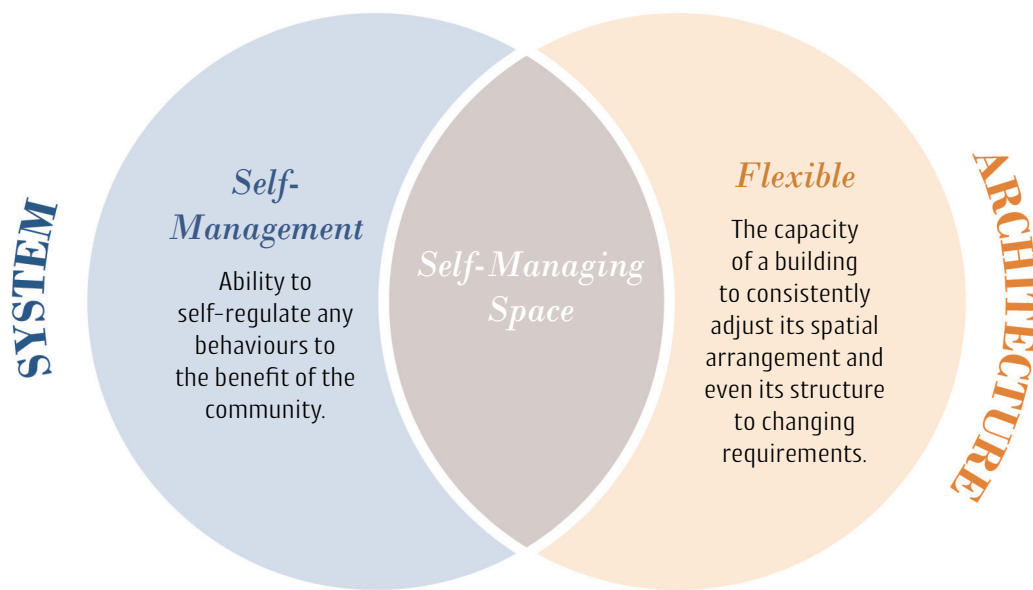 SYSTEM
Self-
Management
Ability to
self-regulate any
behaviours to
the benefit of the
community.
Self-Managing
Space
Flexible
The capacity
of a building
to consistently
adjust its spatial
arrangement and
even its structure
to changing
requirements.
ARCHITECTURE